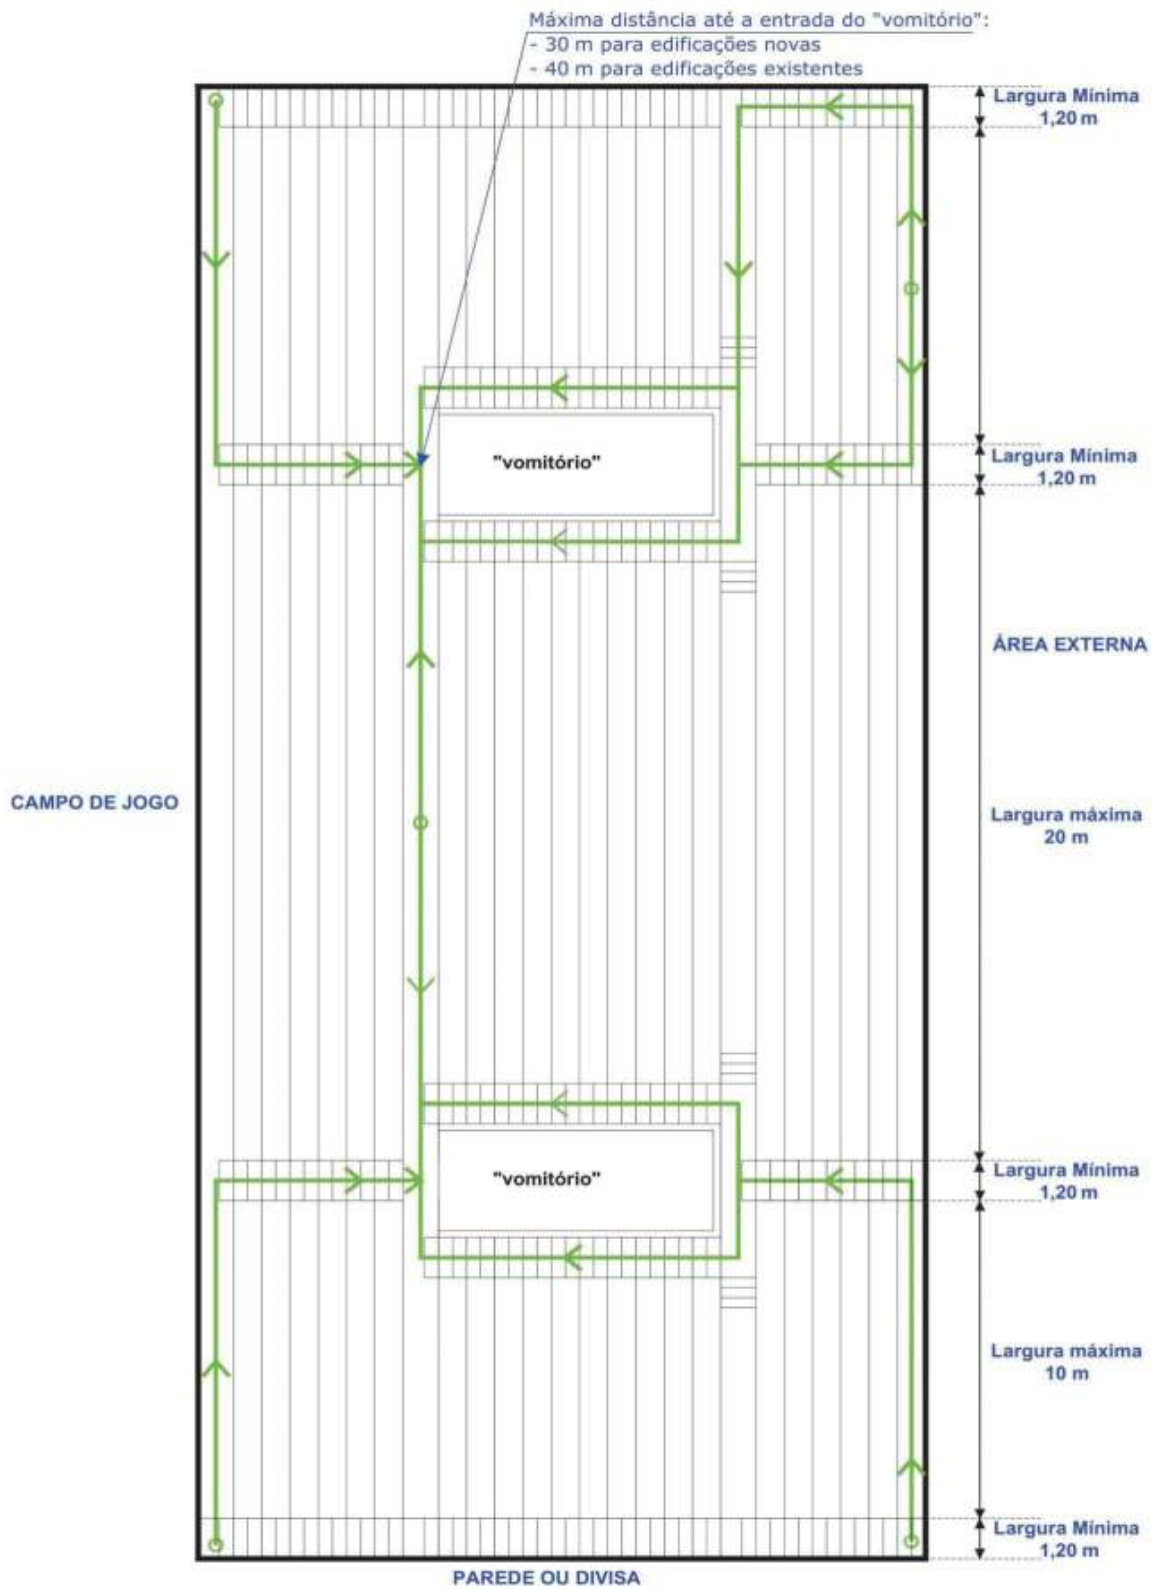 Máxima distância até a entrada do "vomitório":
- 30 m para edificações novas
- 40 m para edificações existentes
Largura Mínima
1,20 m
"vomitório"
Largura Mínima
1,20 m
ÁREA EXTERNA
CAMPO DE JOGO
Largura máxima
20 m
"vomitório"
Largura Mínima
1,20 m
Largura máxima
10 m
Largura Mínima
1,20 m
PAREDE OU DIVISA